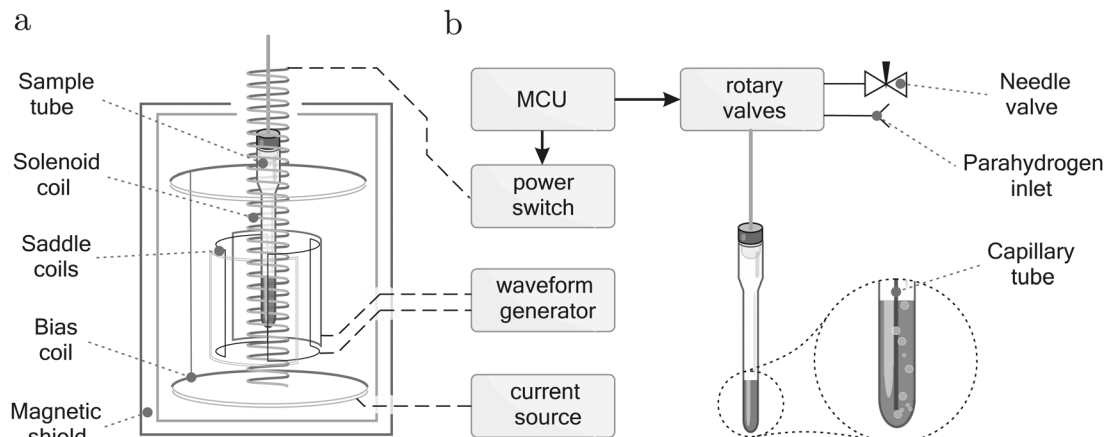 a
b
Sample
tube
Solenoid
coil
Saddle
coils
Bias
coil
Magnetic
shield
MCU
rotary
valves
power
switch
waveform
generator
current
source
Needle
valve
Parahydrogen
inlet
Capillary
tube